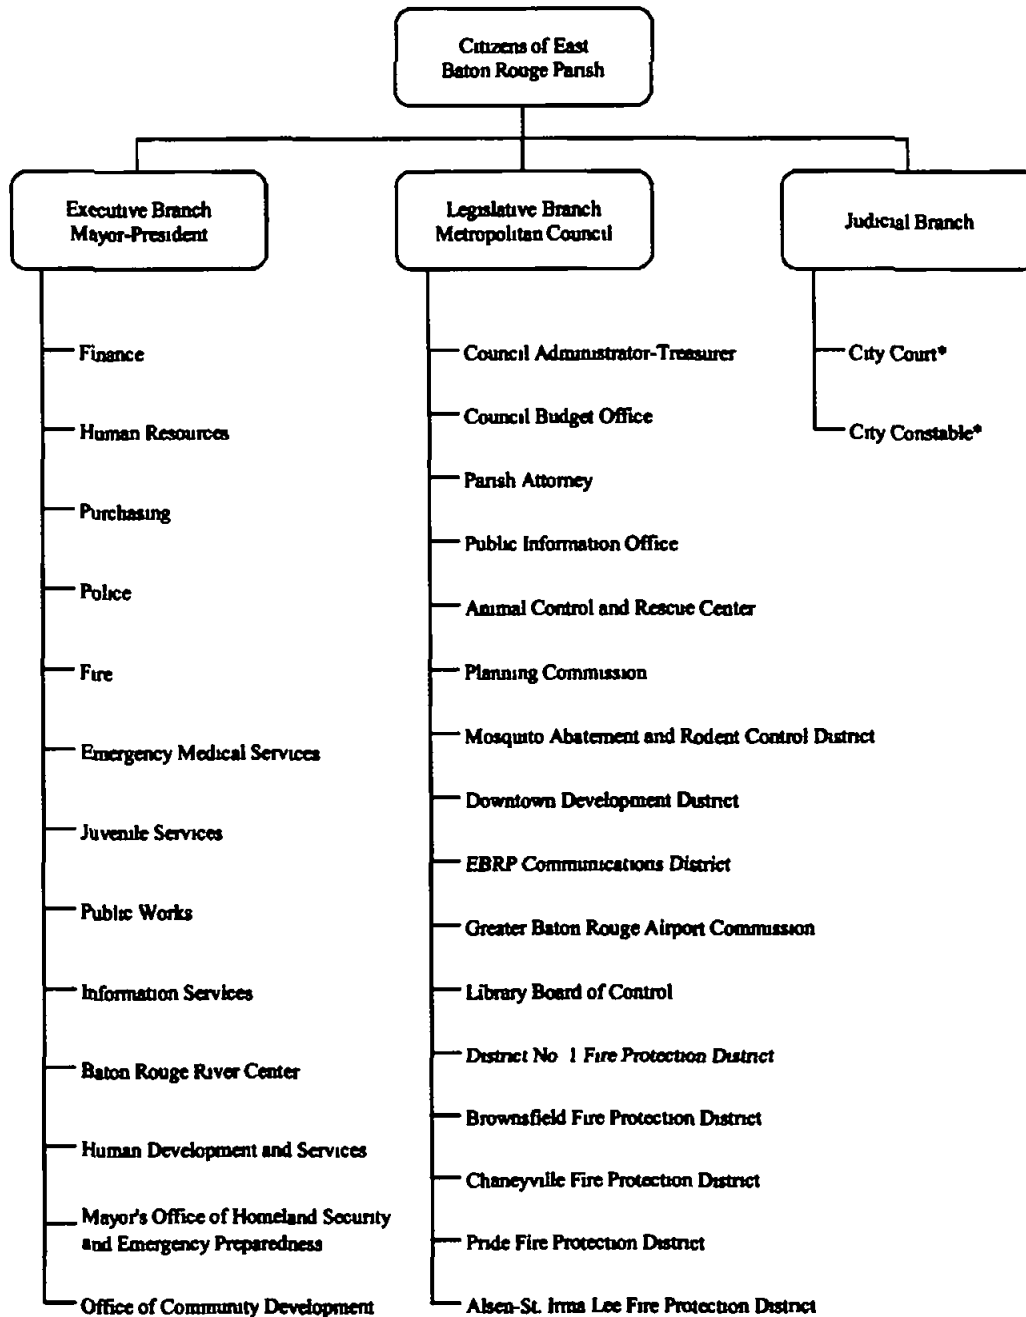 Citizens of East
Baton Rouge Parish
Executive Branch
Mayor-President
Legislative Branch
Metropolitan Council
Judicial Branch
Finance
Human Resources
Purchasing
Police
Fire
Emergency Medical Services
Juvenile Services
Public Works
Information Services
Baton Rouge River Center
Human Development and Services
Mayor's Office of Homeland Security
and Emergency Preparedness
Office of Community Development
Council Administrator-Treasurer
Council Budget Office
Parish Attorney
Public Information Office
Animal Control and Rescue Center
Planning Commission
Mosquito Abatement and Rodent Control District
Downtown Development District
EBRP Communications District
Greater Baton Rouge Airport Commission
Library Board of Control
District No 1 Fire Protection District
Brownsfield Fire Protection District
Chaneyville Fire Protection District
Pride Fire Protection District
Alsen-St. Irma Lee Fire Protection District
City Court*
City Constable*